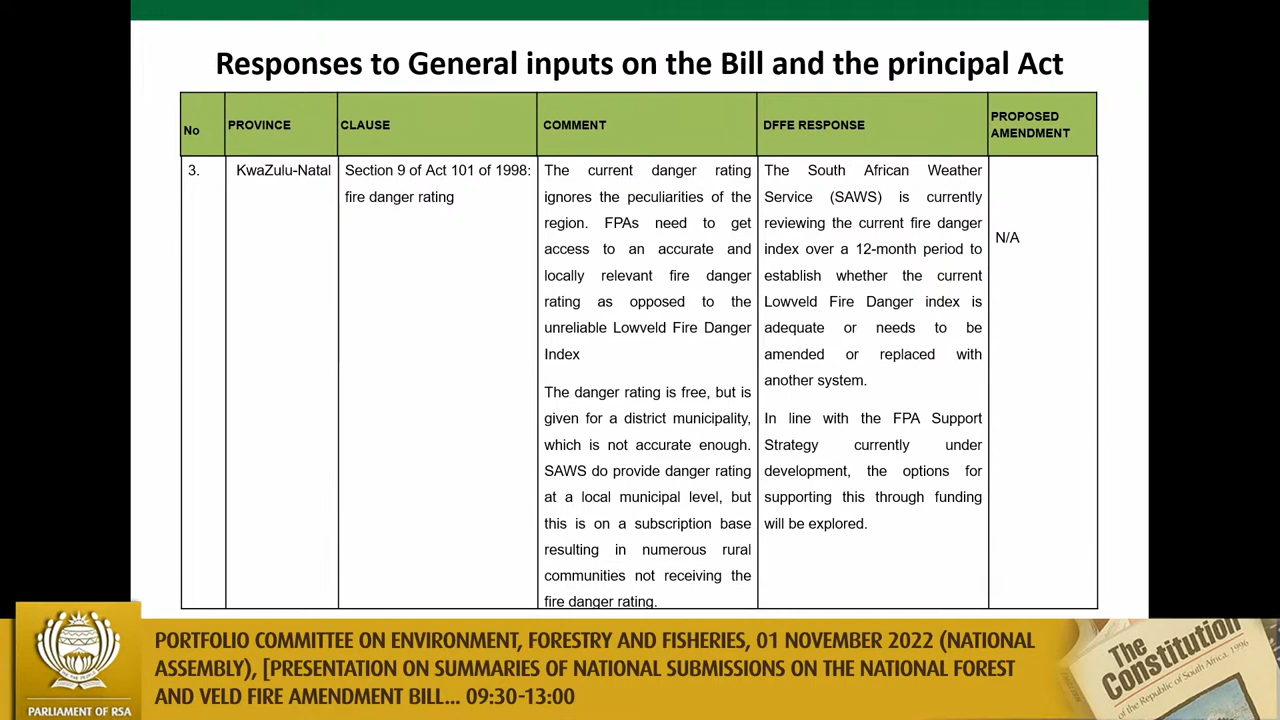 Responses to General inputs on the Bill and the principal Act
No
PROVINCE
CLAUSE
COMMENT
DFFE RESPONSE
PROPOSED
AMENDMENT
3.
KwaZulu-Natal
Section 9 of Act 101 of 1998:
fire danger rating
The current danger rating
ignores the peculiarities of the
region. FPAs need to get
access to an accurate and
locally relevant fire danger
rating as opposed to the
unreliable Lowveld Fire Danger
Index
The danger rating is free, but is
given for a district municipality,
which is not accurate enough.
SAWS do provide danger rating
at a local municipal level, but
this is on a subscription base
resulting in numerous rural
communities not receiving the
fire danger rating.
The South African Weather
Service (SAWS) is currently
reviewing the current fire danger
index over a 12-month period to
establish whether the current
Lowveld Fire Danger index is
adequate or needs to be
amended or replaced with
another system.
In line with the FPA Support
Strategy currently under
development, the options for
supporting this through funding
will be explored.
N/A
PORTFOLIO COMMITTEE ON ENVIRONMENT, FORESTRY AND FISHERIES, 01 NOVEMBER 2022 (NATIONAL
ASSEMBLY), [PRESENTATION ON SUMMARIES OF NATIONAL SUBMISSIONS ON THE NATIONAL FOREST
AND VELD FIRE AMENDMENT BILL... 09:30-13:00
PARLIAMENT OF RSA
The
Constitution
of the Republic of South Africa, 1996